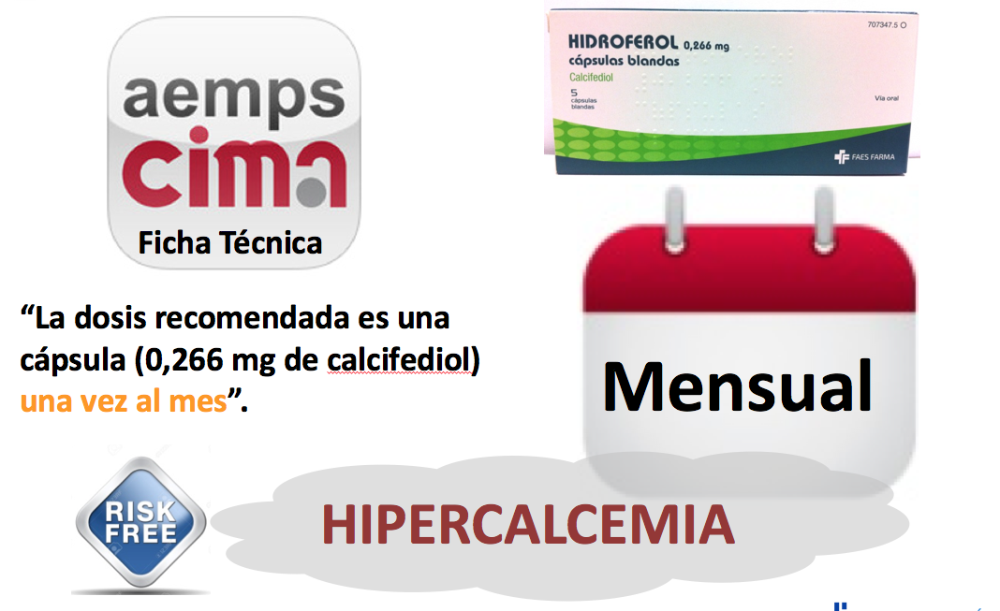 aemps
cima
Ficha Técnica
707347.5
HIDROFEROL 0,266 mg
cápsulas blandas
Calcifediol
5
cápsulas
blandas
Vía oral
FAES FARMA
“La dosis recomendada es una
cápsula (0,266 mg de calcifediol)
una vez al mes”.
Mensual
RISK
FREE
HIPERCALCEMIA